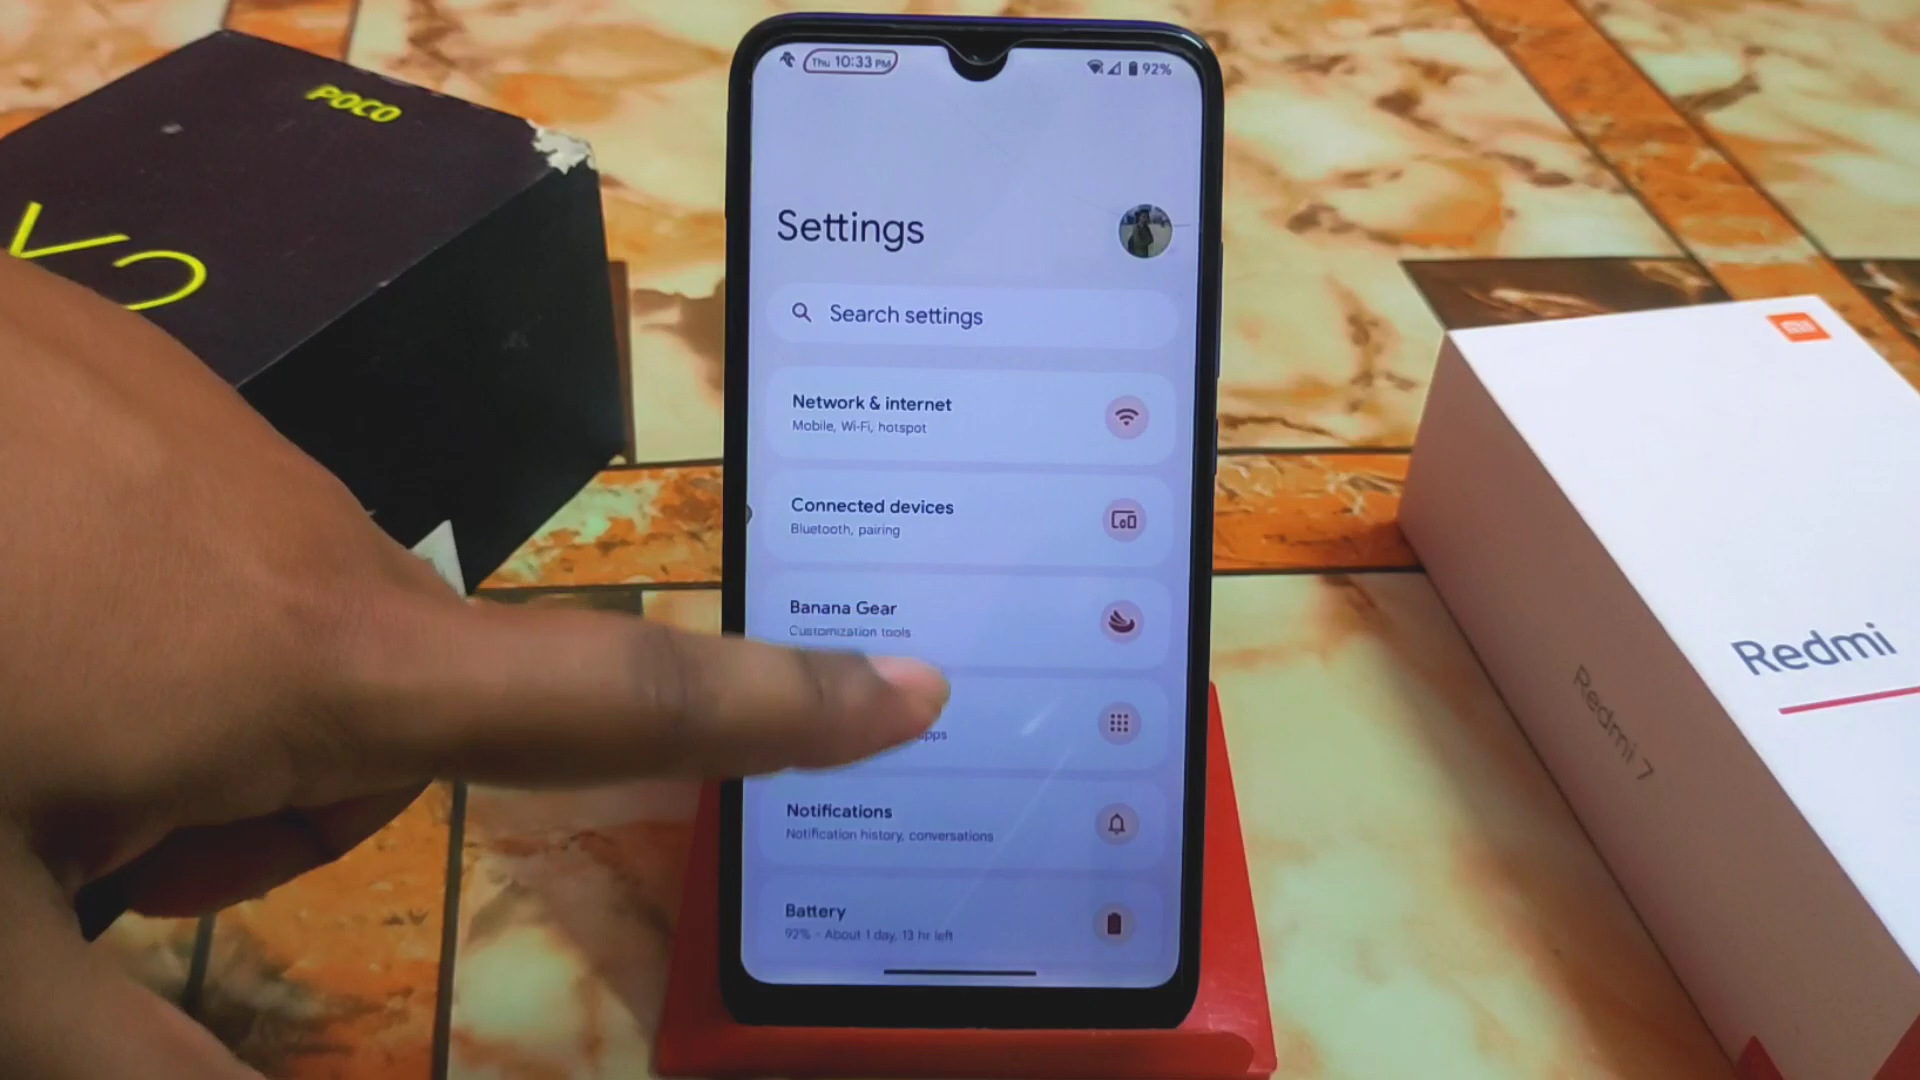 POCO
Thu 10:33 PM
92%
Settings
Search settings
Network & internet
Mobile, Wi-Fi, hotspot
Connected devices
Bluetooth, pairing
Banana Gear
Customization tools
apps
Notifications
Notification history, conversations
Battery
92% - About 1 day, 13 hr left
mi
Redmi
Redmi 7